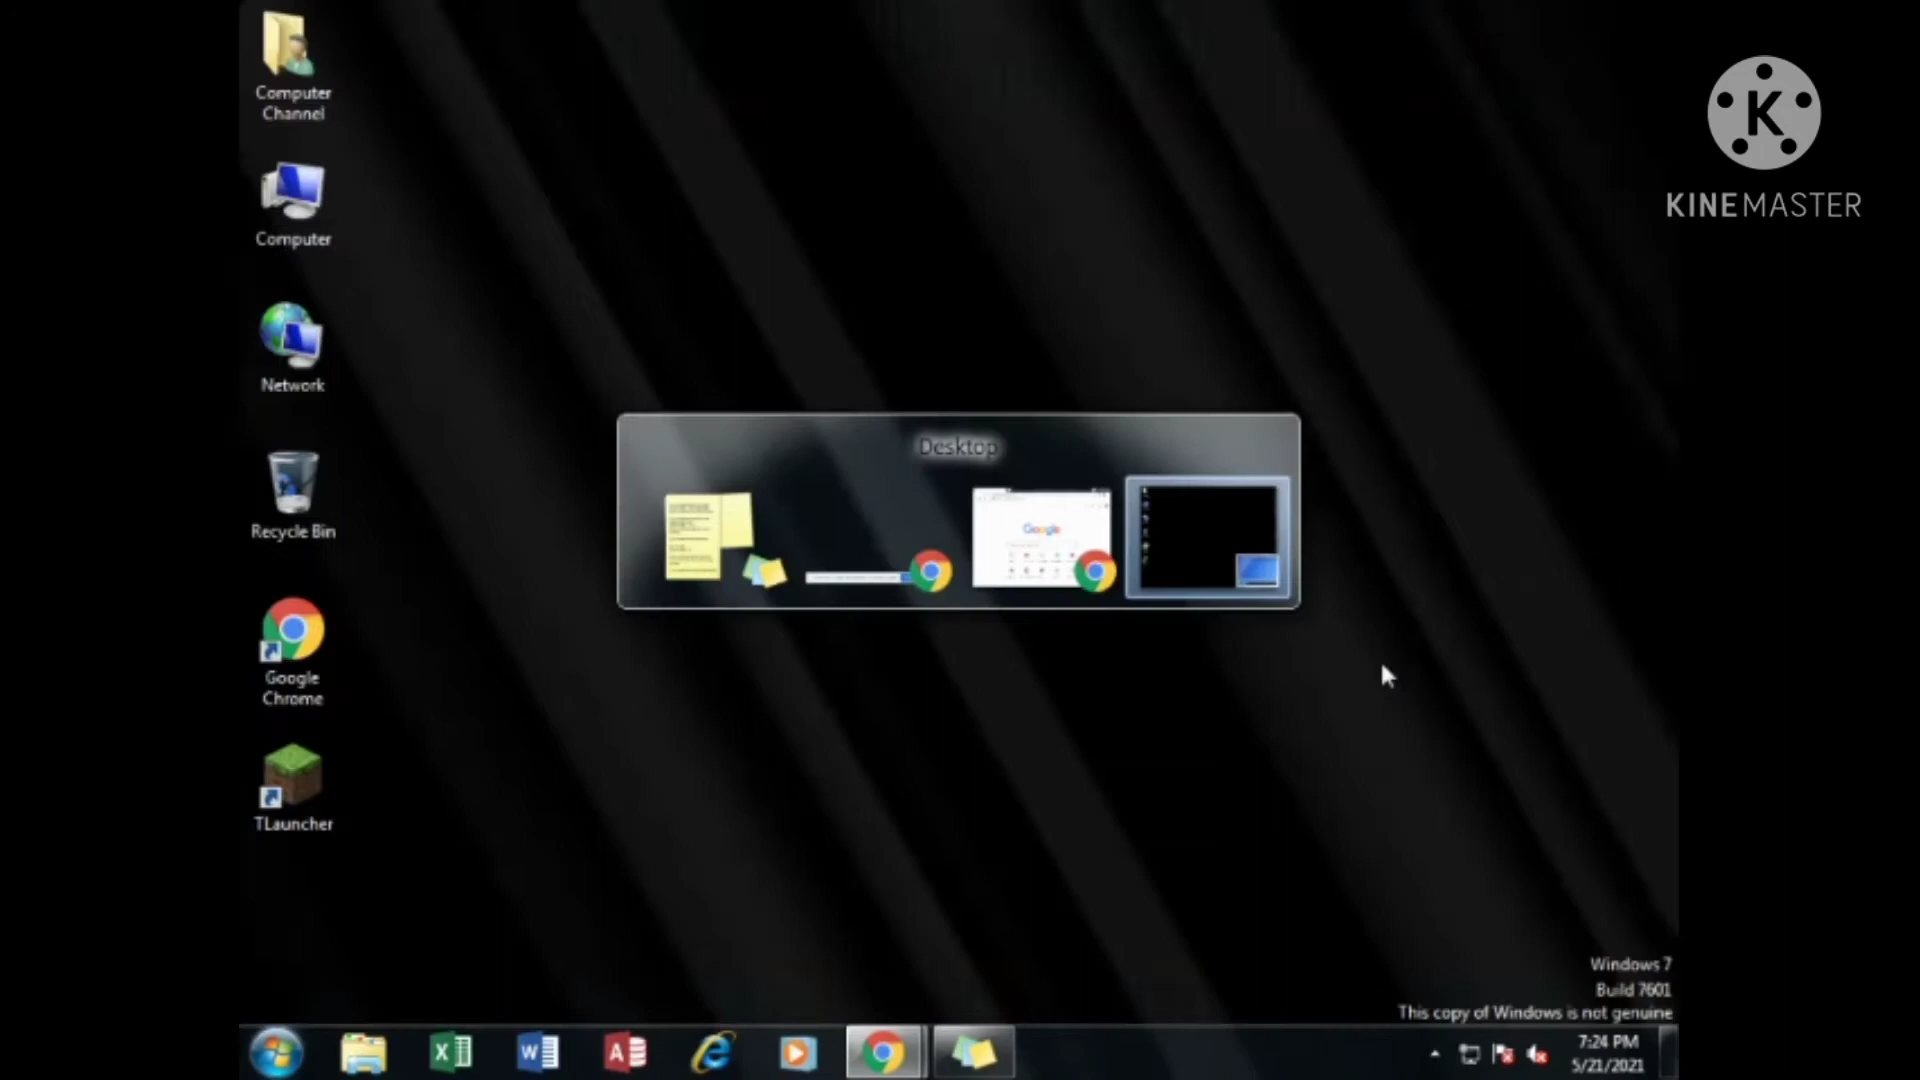 Computer
Channel
Computer
Network
Recycle Bin
Google
Chrome
TLauncher
Desktop
Google
K
KINEMASTER
Windows 7
Build 7601
This copy of Windows is not genuine
7:24 PM
5/21/2021